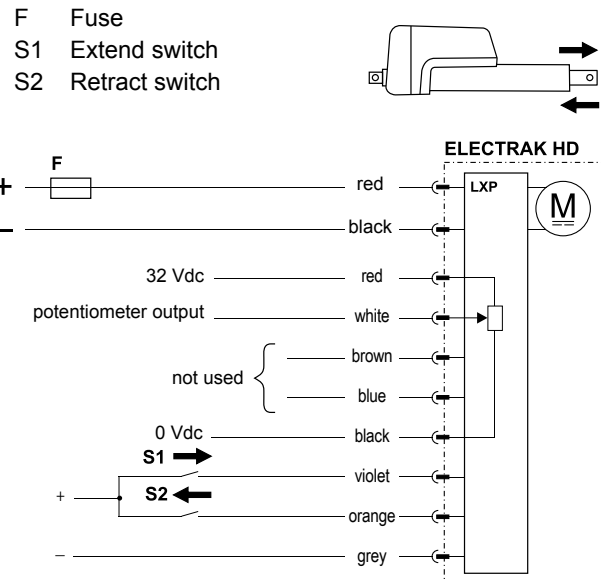 F Fuse
S1 Extend switch
S2 Retract switch
ELECTRAK HD
F
+ red LXP M
− black
32 Vdc red
potentiometer output white
brown
not used
blue
0 Vdc black
S1
violet
+ S2
orange
− grey